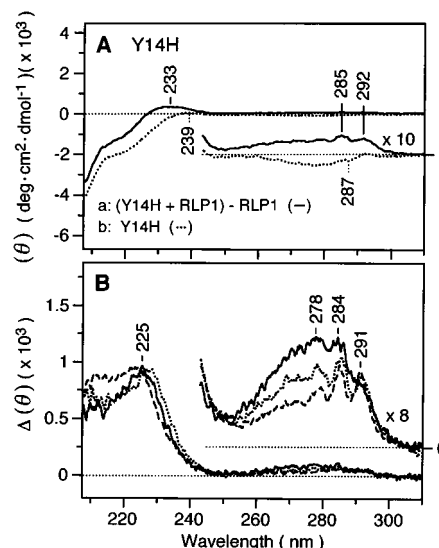 A Y14H
(θ) (deg·cm²·dmol⁻¹)(x 10³)
4
2
0
-2
-4
-6
233
239
285
292
287
x 10
a: (Y14H + RLP1) - RLP1 (—)
b: Y14H (···)
B
Δ(θ) (x 10³)
1.5
1
0.5
0
225
278
284
291
x 8
220
240
260
280
300
Wavelength ( nm )